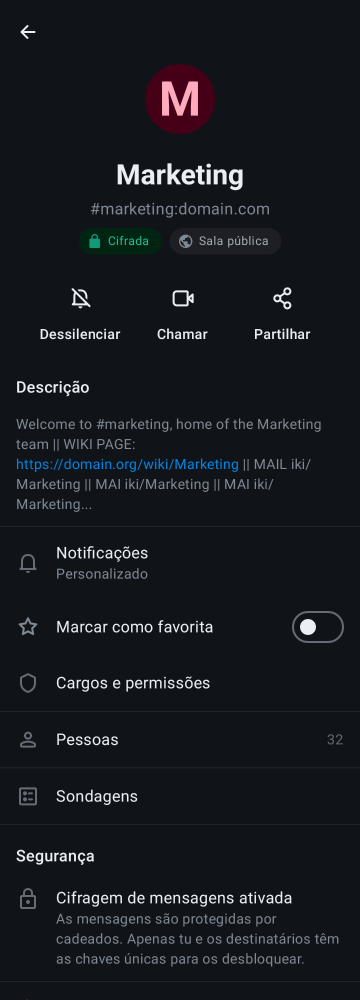 M
Marketing
#marketing:domain.com
Cifrada
Sala pública
Dessilenciar
Chamar
Partilhar
Descrição
Welcome to #marketing, home of the Marketing
team || WIKI PAGE:
https://domain.org/wiki/Marketing || MAIL iki/
Marketing || MAI iki/Marketing || MAI iki/
Marketing...
Notificações
Personalizado
Marcar como favorita
Cargos e permissões
Pessoas 32
Sondagens
Segurança
Cifragem de mensagens ativada
As mensagens são protegidas por
cadeados. Apenas tu e os destinatários têm
as chaves únicas para os desbloquear.